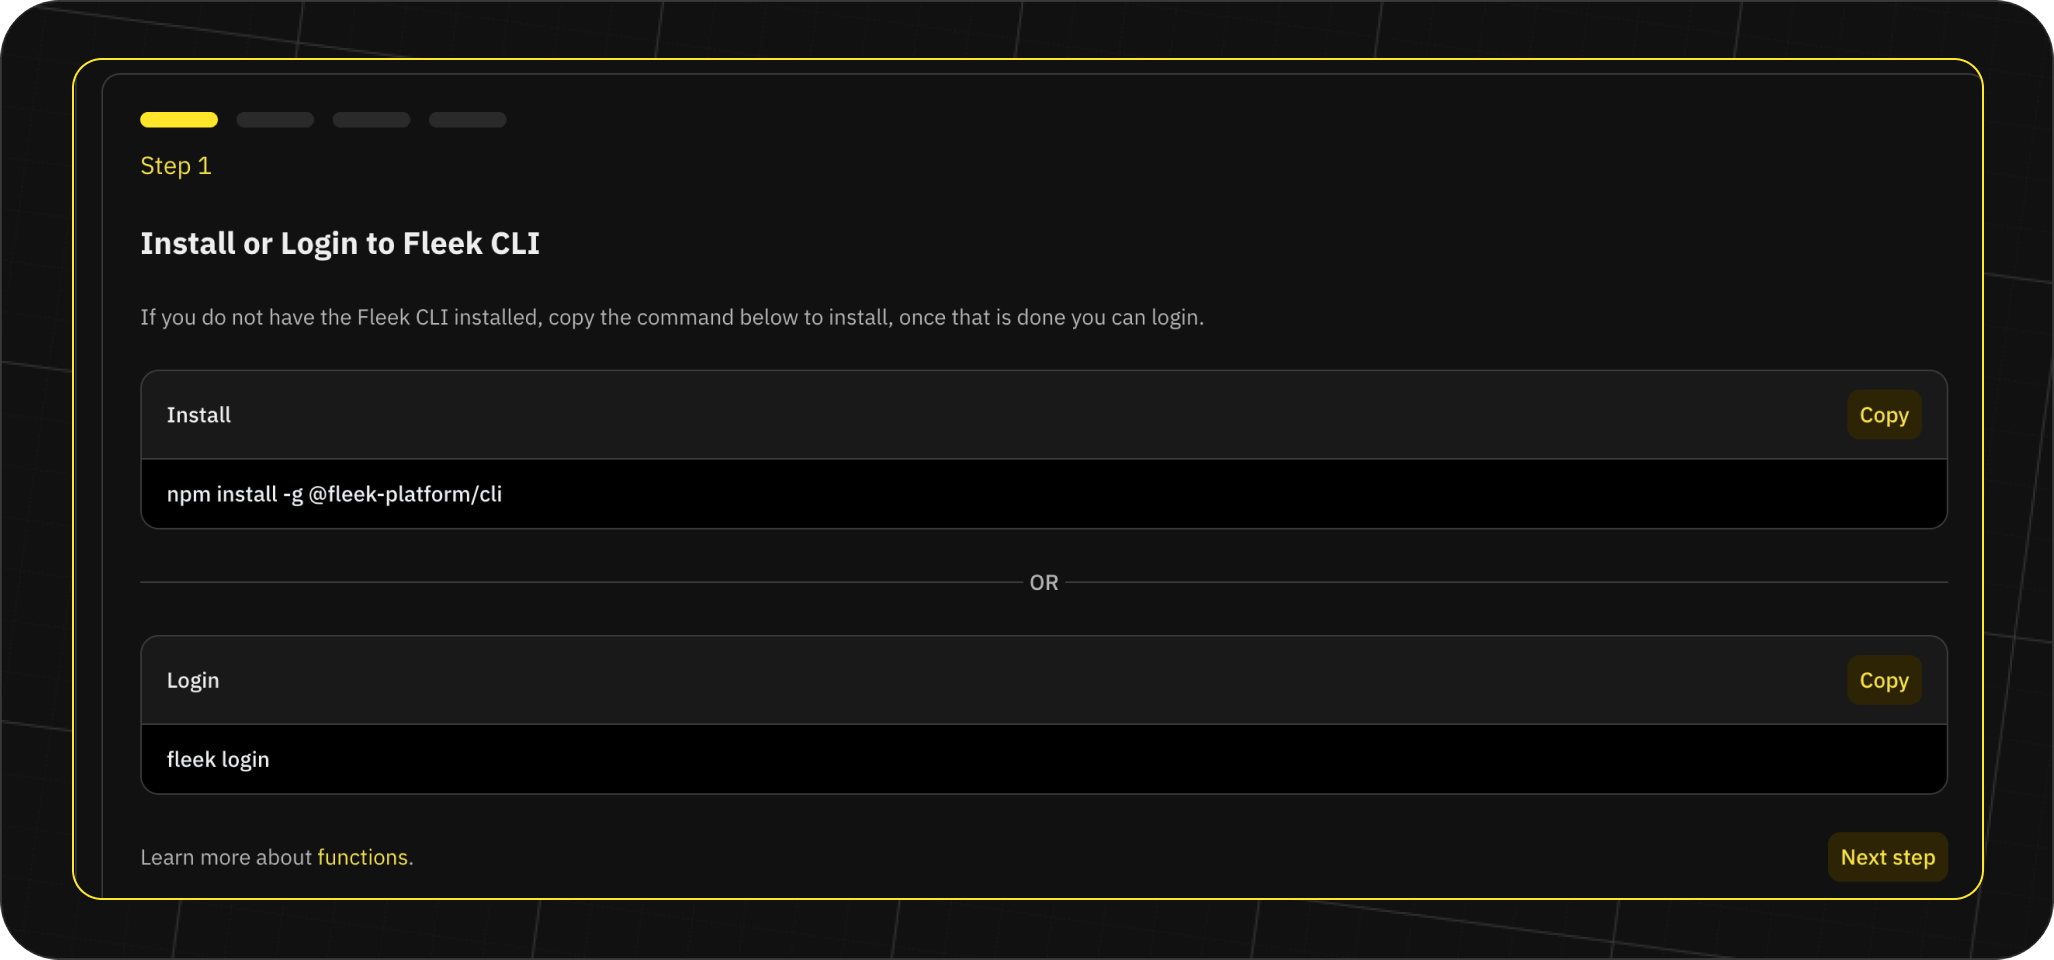 Step 1
Install or Login to Fleek CLI
If you do not have the Fleek CLI installed, copy the command below to install, once that is done you can login.
Install
Copy
npm install -g @fleek-platform/cli
OR
Login
Copy
fleek login
Learn more about functions.
Next step